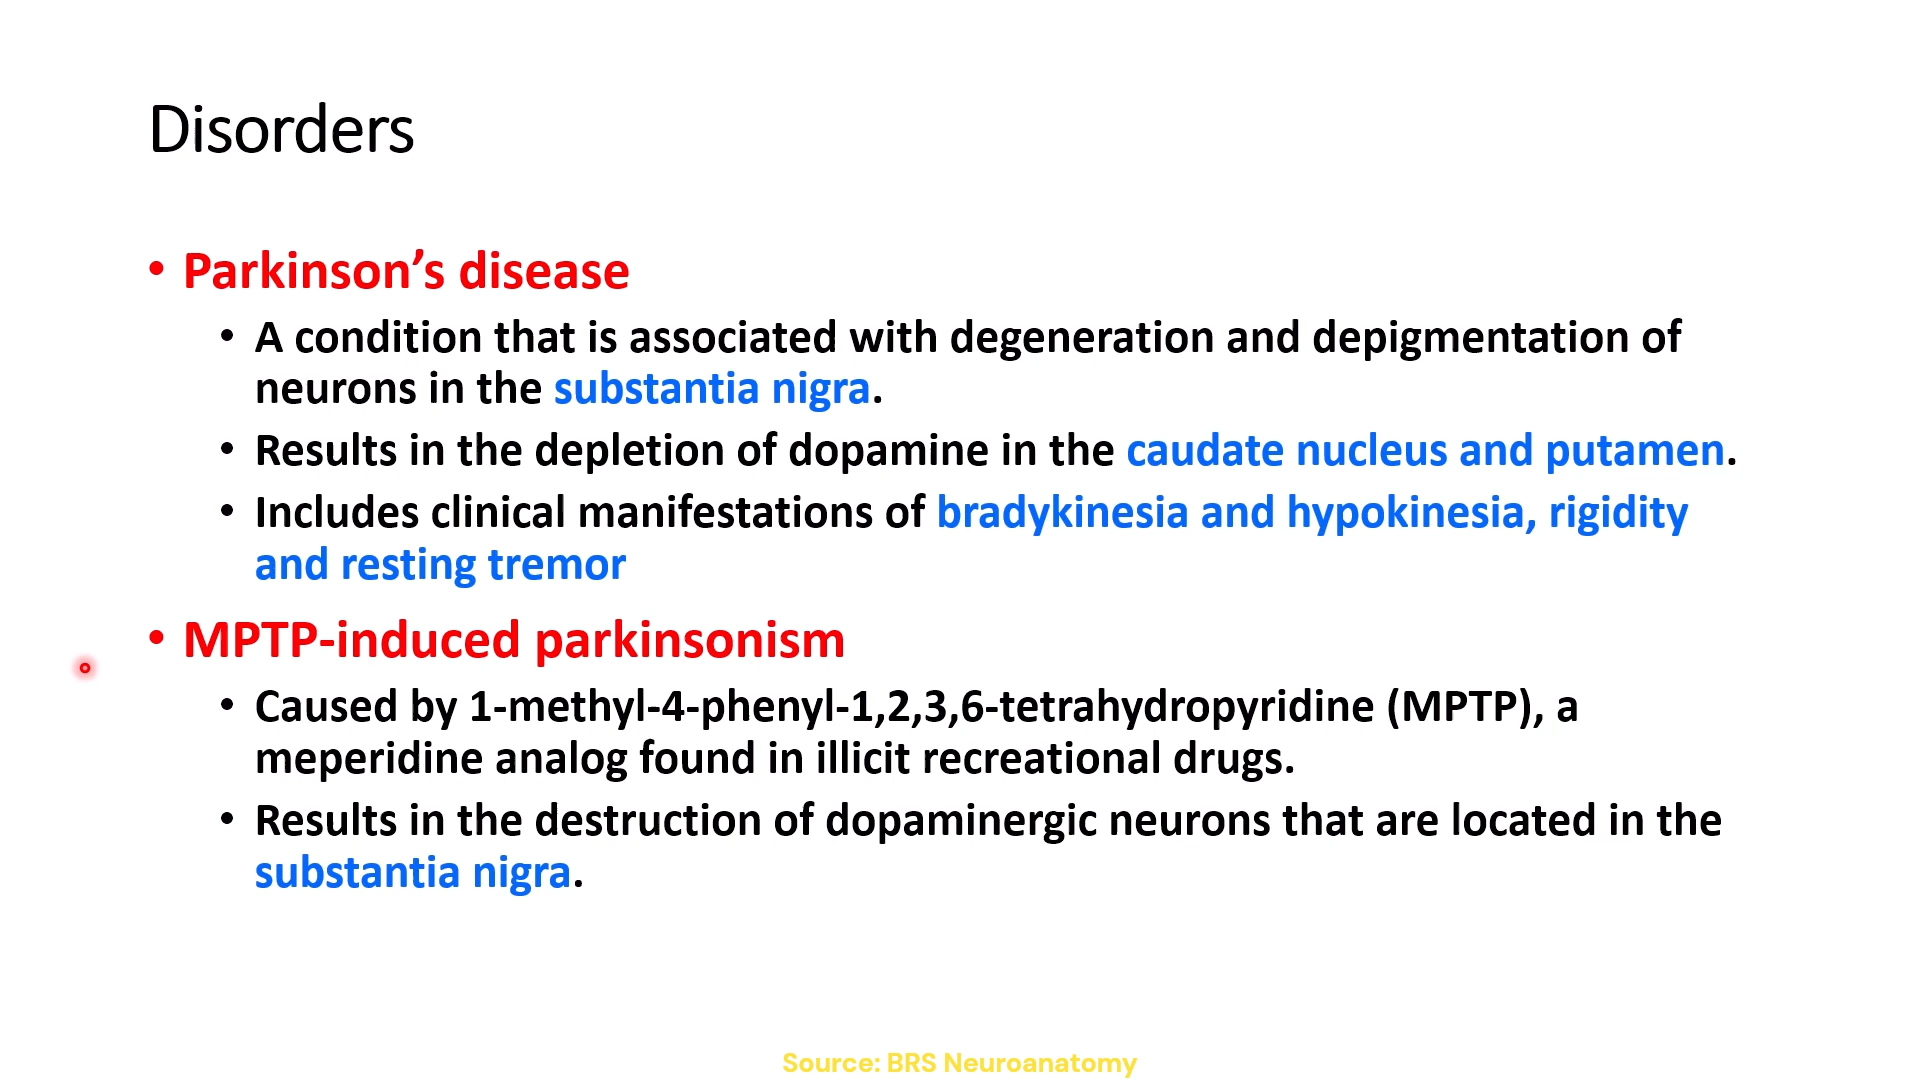 Disorders
• Parkinson’s disease
• A condition that is associated with degeneration and depigmentation of
neurons in the substantia nigra.
• Results in the depletion of dopamine in the caudate nucleus and putamen.
• Includes clinical manifestations of bradykinesia and hypokinesia, rigidity
and resting tremor
• MPTP-induced parkinsonism
• Caused by 1-methyl-4-phenyl-1,2,3,6-tetrahydropyridine (MPTP), a
meperidine analog found in illicit recreational drugs.
• Results in the destruction of dopaminergic neurons that are located in the
substantia nigra.
Source: BRS Neuroanatomy